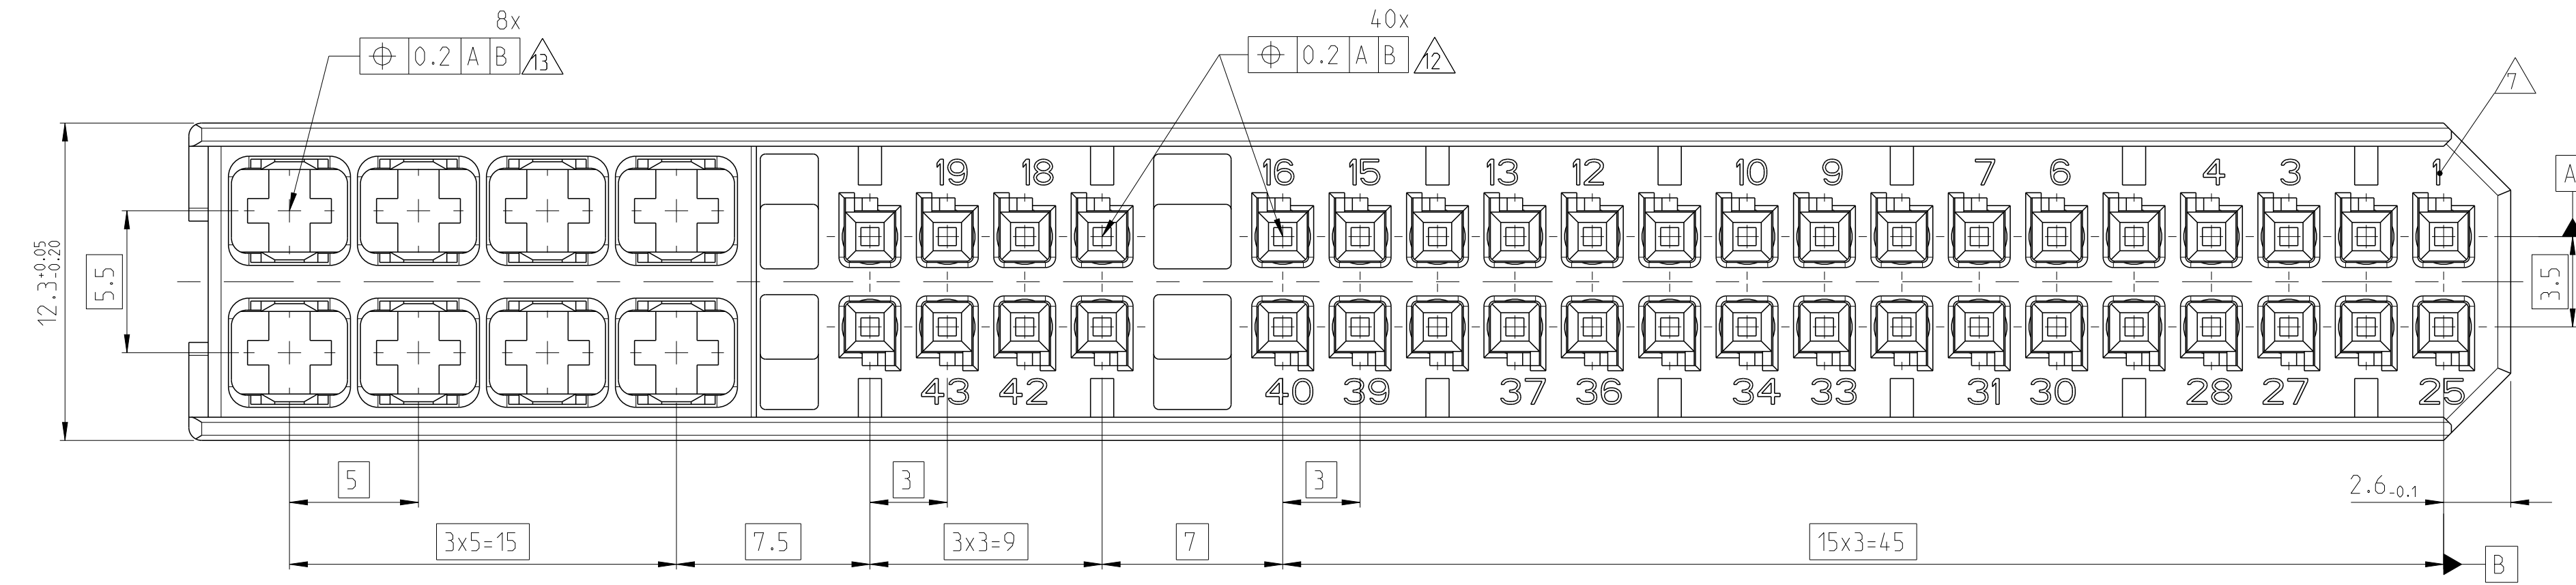 8x
0.2 A B 13
40x
0.2 A B 12
7
19 18 16 15 13 12 10 9 7 6 4 3 1
A
12.3 +0.05 -0.20
5.5
3.5
43 42 40 39 37 36 34 33 31 30 28 27 25
5
3
3
2.6 -0.1
3x5=15
7.5
3x3=9
7
15x3=45
B